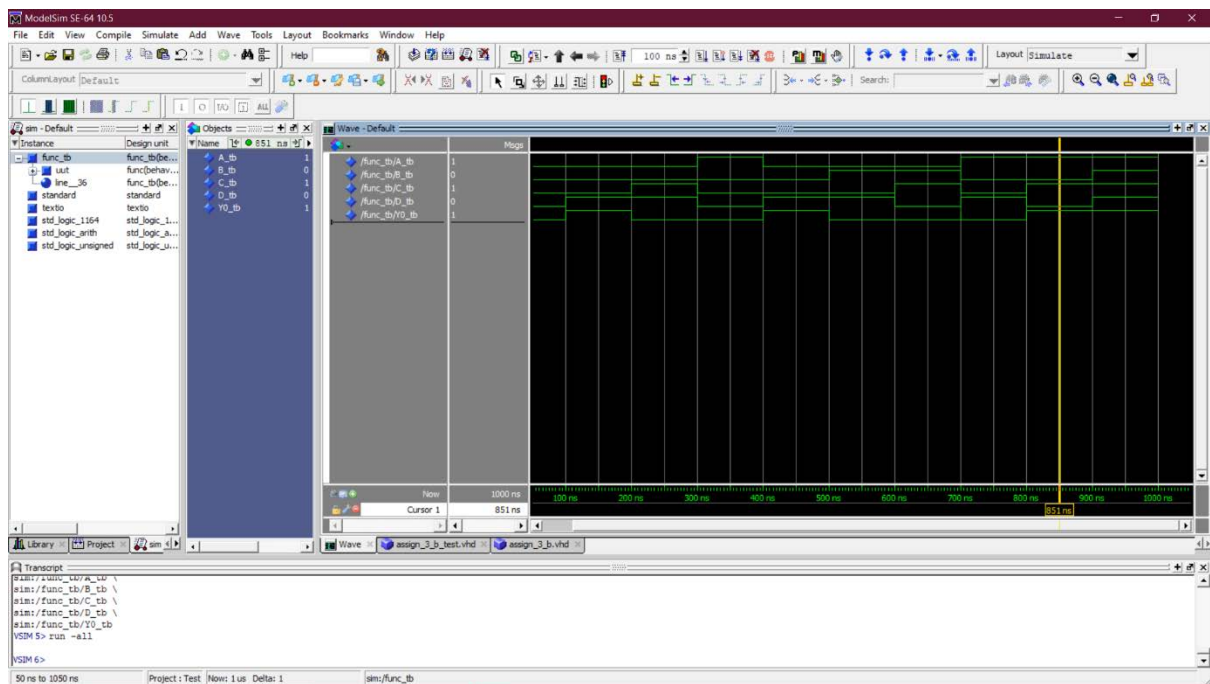 ModelSim SE-64 10.5
File Edit View Compile Simulate Add Wave Tools Layout Bookmarks Window Help
Help
100 ns
Layout Simulate
ColumnLayout Default
Search:
sim - Default
Instance Design unit
func_tb func_tb(be...
uut func(behav...
line__36 func_tb(be...
standard standard
textio textio
std_logic_1164 std_logic_1...
std_logic_arith std_logic_a...
std_logic_unsigned std_logic_u...
Objects
Name 851 ns
A_tb 1
B_tb 0
C_tb 1
D_tb 0
Y0_tb 1
Wave - Default
Msgs
/func_tb/A_tb 1
/func_tb/B_tb 0
/func_tb/C_tb 1
/func_tb/D_tb 0
/func_tb/Y0_tb 1
Now 1000 ns
100 ns 200 ns 300 ns 400 ns 500 ns 600 ns 700 ns 800 ns 900 ns 1000 ns
Cursor 1 851 ns
851 ns
Library Project sim
Wave assign_3_b_test.vhd assign_3_b.vhd
Transcript
sim:/func_tb/A_tb \
sim:/func_tb/B_tb \
sim:/func_tb/C_tb \
sim:/func_tb/D_tb \
sim:/func_tb/Y0_tb
VSIM 5> run -all
VSIM 6>
50 ns to 1050 ns Project : Test Now: 1 us Delta: 1 sim:/func_tb